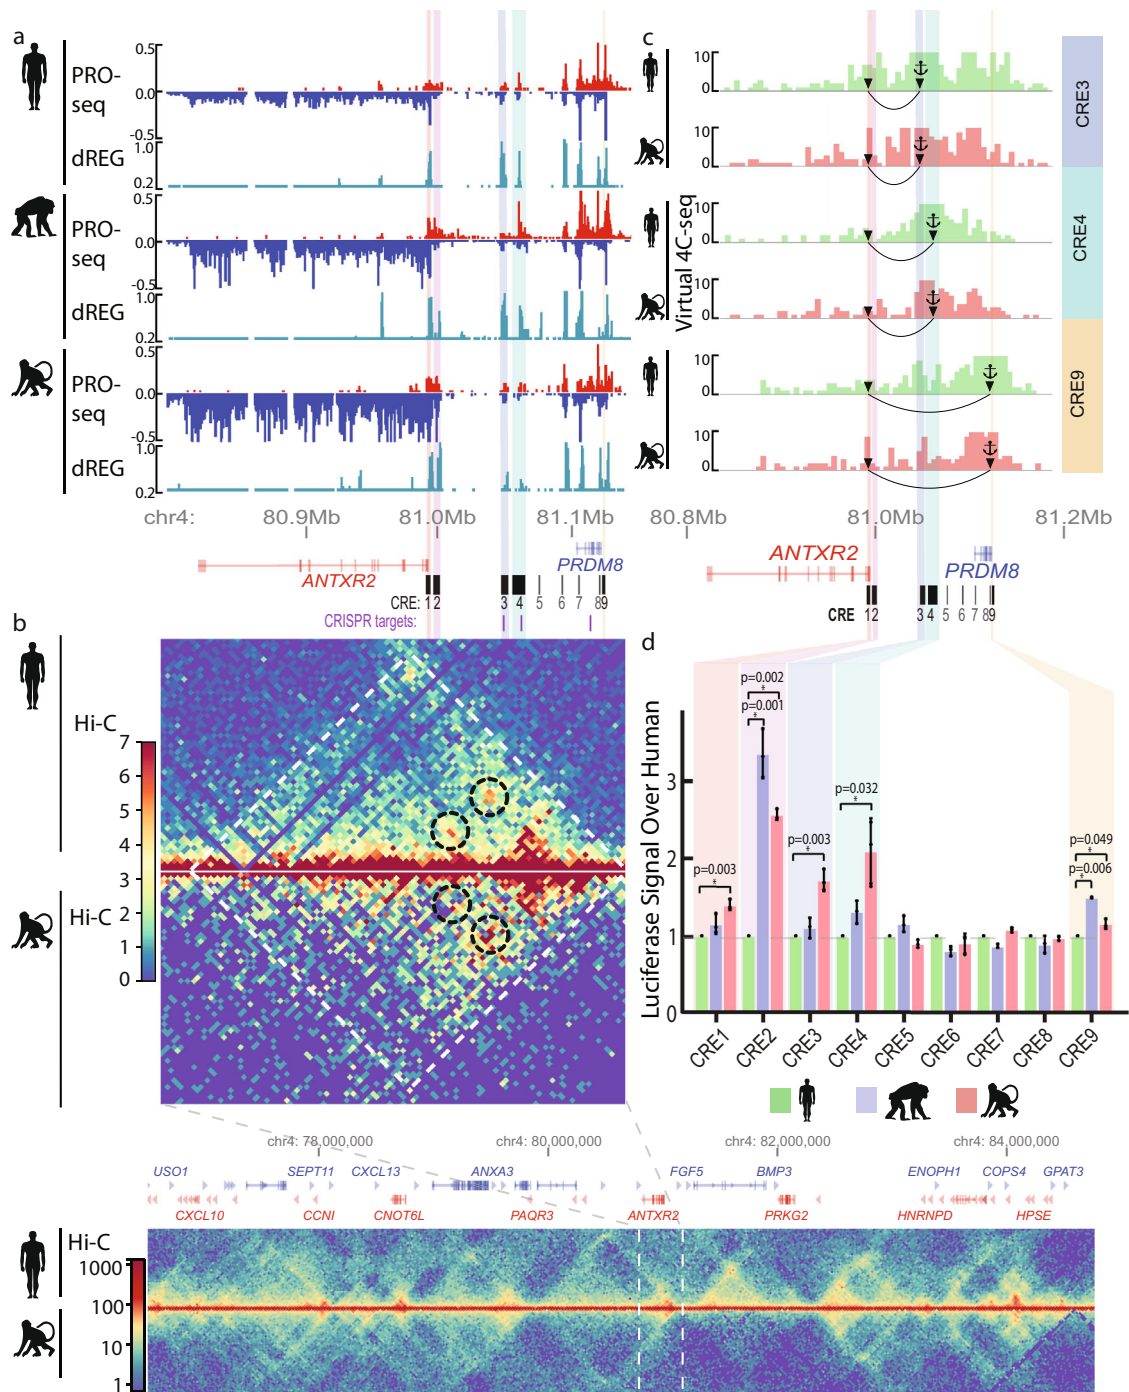 a
PRO-
seq
0.5
0.0
-0.5
dREG
1.0
0.2
PRO-
seq
0.5
0.0
-0.5
dREG
1.0
0.2
PRO-
seq
0.5
0.0
-0.5
dREG
1.0
0.2
chr4: 80.9Mb 81.0Mb 81.1Mb
ANTXR2
PRDM8
CRE: 1 2 3 4 5 6 7 8 9
CRISPR targets:
c
Virtual 4C-seq
10
0
10
0
CRE3
10
0
10
0
CRE4
10
0
10
0
CRE9
80.8Mb 81.0Mb 81.2Mb
ANTXR2
PRDM8
CRE 1 2 3 4 5 6 7 8 9
b
Hi-C
7
6
5
4
3
2
1
0
Hi-C
d
Luciferase Signal Over Human
3
2
1
0
p=0.003
*
p=0.002
*
p=0.001
*
p=0.003
*
p=0.032
*
p=0.049
*
p=0.006
*
CRE1 CRE2 CRE3 CRE4 CRE5 CRE6 CRE7 CRE8 CRE9
chr4: 78,000,000 chr4: 80,000,000 chr4: 82,000,000 chr4: 84,000,000
USO1 SEPT11 CXCL13 ANXA3 FGF5 BMP3 ENOPH1 COPS4 GPAT3
CXCL10 CCNI CNOT6L PAQR3 ANTXR2 PRKG2 HNRNPD HPSE
Hi-C
1000
100
10
1